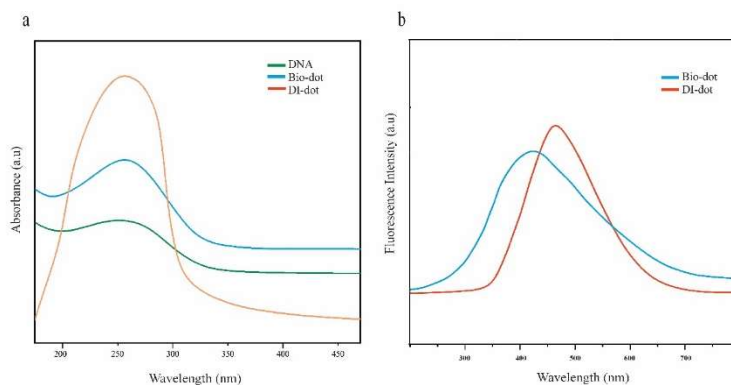 a
DNA
Bio-dot
DI-dot
Absorbance (a.u)
200 250 300 350 400 450
Wavelength (nm)
b
Bio-dot
DI-dot
Fluorescence Intensity (a.u)
300 400 500 600 700
Wavelength (nm)